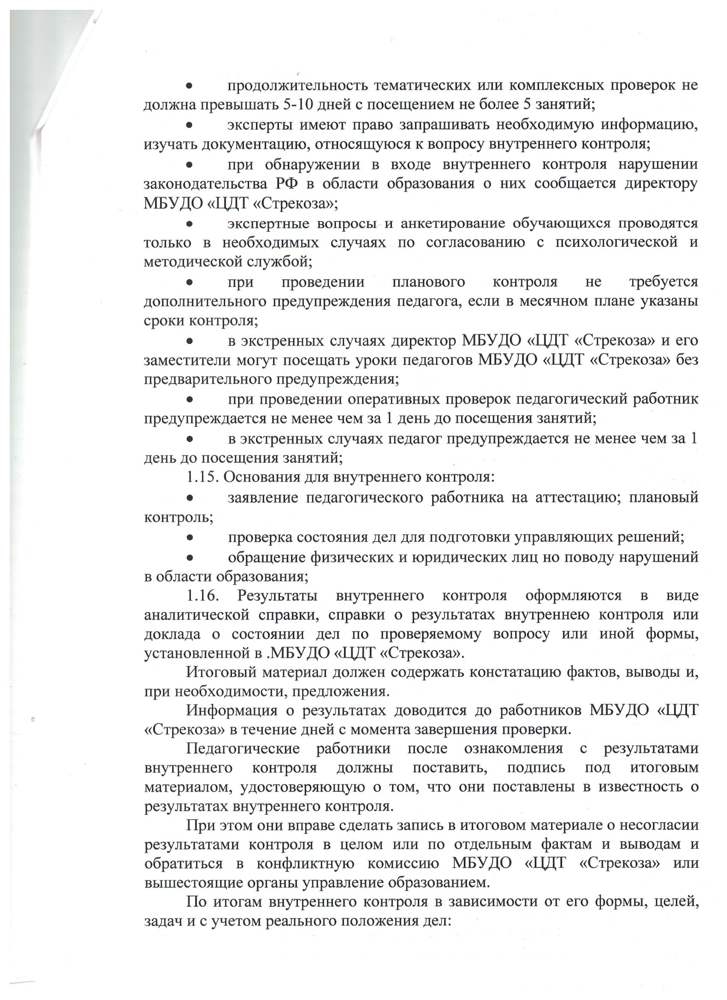 • продолжительность тематических или комплексных проверок не
должна превышать 5-10 дней с посещением не более 5 занятий;
• эксперты имеют право запрашивать необходимую информацию,
изучать документацию, относящуюся к вопросу внутреннего контроля;
• при обнаружении в входе внутреннего контроля нарушении
законодательства РФ в области образования о них сообщается директору
МБУДО «ЦДТ «Стрекоза»;
• экспертные вопросы и анкетирование обучающихся проводятся
только в необходимых случаях по согласованию с психологической и
методической службой;
• при проведении планового контроля не требуется
дополнительного предупреждения педагога, если в месячном плане указаны
сроки контроля;
• в экстренных случаях директор МБУДО «ЦДТ «Стрекоза» и его
заместители могут посещать уроки педагогов МБУДО «ЦДТ «Стрекоза» без
предварительного предупреждения;
• при проведении оперативных проверок педагогический работник
предупреждается не менее чем за 1 день до посещения занятий;
• в экстренных случаях педагог предупреждается не менее чем за 1
день до посещения занятий;
1.15. Основания для внутреннего контроля:
• заявление педагогического работника на аттестацию; плановый
контроль;
• проверка состояния дел для подготовки управляющих решений;
• обращение физических и юридических лиц но поводу нарушений
в области образования;
1.16. Результаты внутреннего контроля оформляются в виде
аналитической справки, справки о результатах внутреннею контроля или
доклада о состоянии дел по проверяемому вопросу или иной формы,
установленной в .МБУДО «ЦДТ «Стрекоза».
Итоговый материал должен содержать констатацию фактов, выводы и,
при необходимости, предложения.
Информация о результатах доводится до работников МБУДО «ЦДТ
«Стрекоза» в течение дней с момента завершения проверки.
Педагогические работники после ознакомления с результатами
внутреннего контроля должны поставить, подпись под итоговым
материалом, удостоверяющую о том, что они поставлены в известность о
результатах внутреннего контроля.
При этом они вправе сделать запись в итоговом материале о несогласии
результатами контроля в целом или по отдельным фактам и выводам и
обратиться в конфликтную комиссию МБУДО «ЦДТ «Стрекоза» или
вышестоящие органы управление образованием.
По итогам внутреннего контроля в зависимости от его формы, целей,
задач и с учетом реального положения дел: